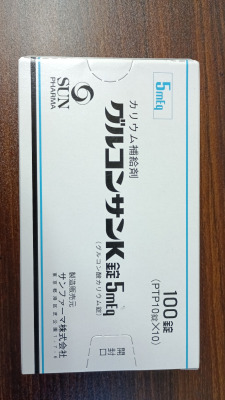 5mEq
カリウム補給剤
グルコンサンK錠5mEq
(グルコン酸カリウム錠)
100錠
(PTP10錠×10)
SUN
PHARMA
製造販売元
サンファーマ株式会社
開封口